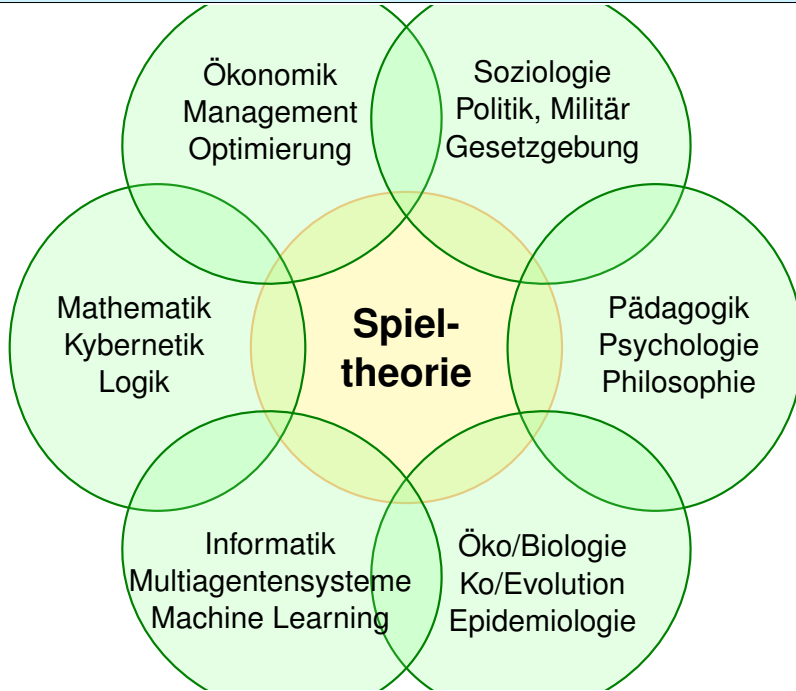 Ökonomik
Management
Optimierung
Soziologie
Politik, Militär
Gesetzgebung
Mathematik
Kybernetik
Logik
Spiel-
theorie
Pädagogik
Psychologie
Philosophie
Informatik
Multiagentensysteme
Machine Learning
Öko/Biologie
Ko/Evolution
Epidemiologie